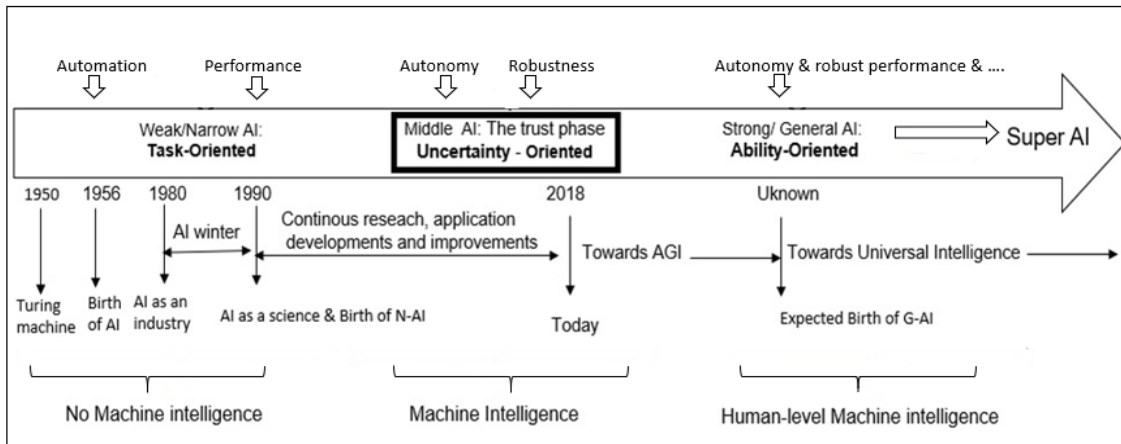 Automation
Performance
Autonomy
Robustness
Autonomy & robust performance & ....
Weak/Narrow AI:
Task-Oriented
Middle AI: The trust phase
Uncertainty - Oriented
Strong/ General AI:
Ability-Oriented
Super AI
1950
1956
1980
1990
2018
Uknown
AI winter
Continous reseach, application
developments and improvements
Towards AGI
Towards Universal Intelligence
Turing
machine
Birth
of AI
AI as an
industry
AI as a science & Birth of N-AI
Today
Expected Birth of G-AI
No Machine intelligence
Machine Intelligence
Human-level Machine intelligence